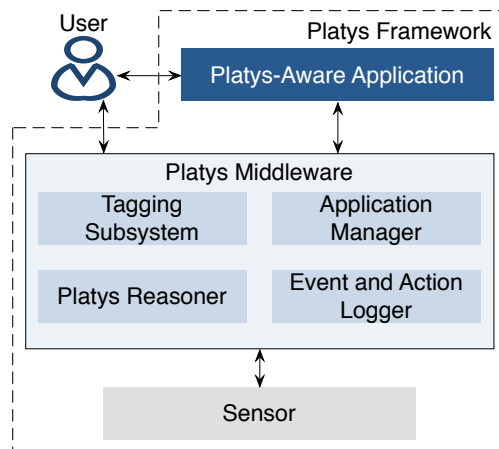 User
Platys Framework
Platys-Aware Application
Platys Middleware
Tagging
Subsystem
Application
Manager
Platys Reasoner
Event and Action
Logger
Sensor